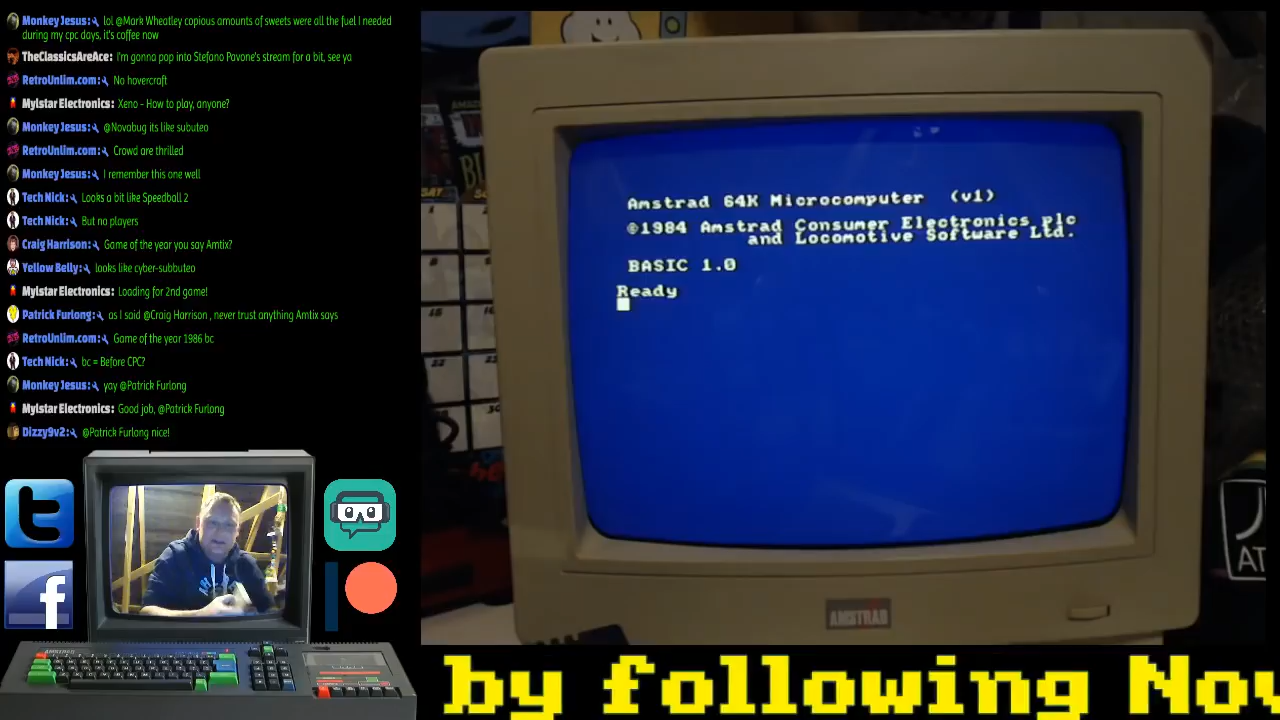 Monkey Jesus: lol @Mark Wheatley copious amounts of sweets were all the fuel I needed
during my cpc days, it's coffee now
TheClassicsAreAce: I'm gonna pop into Stefano Pavone's stream for a bit, see ya
RetroUnlim.com: No hovercraft
Mylstar Electronics: Xeno - How to play, anyone?
Monkey Jesus: @Novabug its like subuteo
RetroUnlim.com: Crowd are thrilled
Monkey Jesus: I remember this one well
Tech Nick: Looks a bit like Speedball 2
Tech Nick: But no players
Craig Harrison: Game of the year you say Amtix?
Yellow Belly: looks like cyber-subbuteo
Mylstar Electronics: Loading for 2nd game!
Patrick Furlong: as I said @Craig Harrison , never trust anything Amtix says
RetroUnlim.com: Game of the year 1986 bc
Tech Nick: bc = Before CPC?
Monkey Jesus: yay @Patrick Furlong
Mylstar Electronics: Good job, @Patrick Furlong
Dizzy9v2: @Patrick Furlong nice!
Amstrad 64K Microcomputer (v1)
©1984 Amstrad Consumer Electronics plc
and Locomotive Software Ltd.
BASIC 1.0
Ready
AMSTRAD
by following Nov